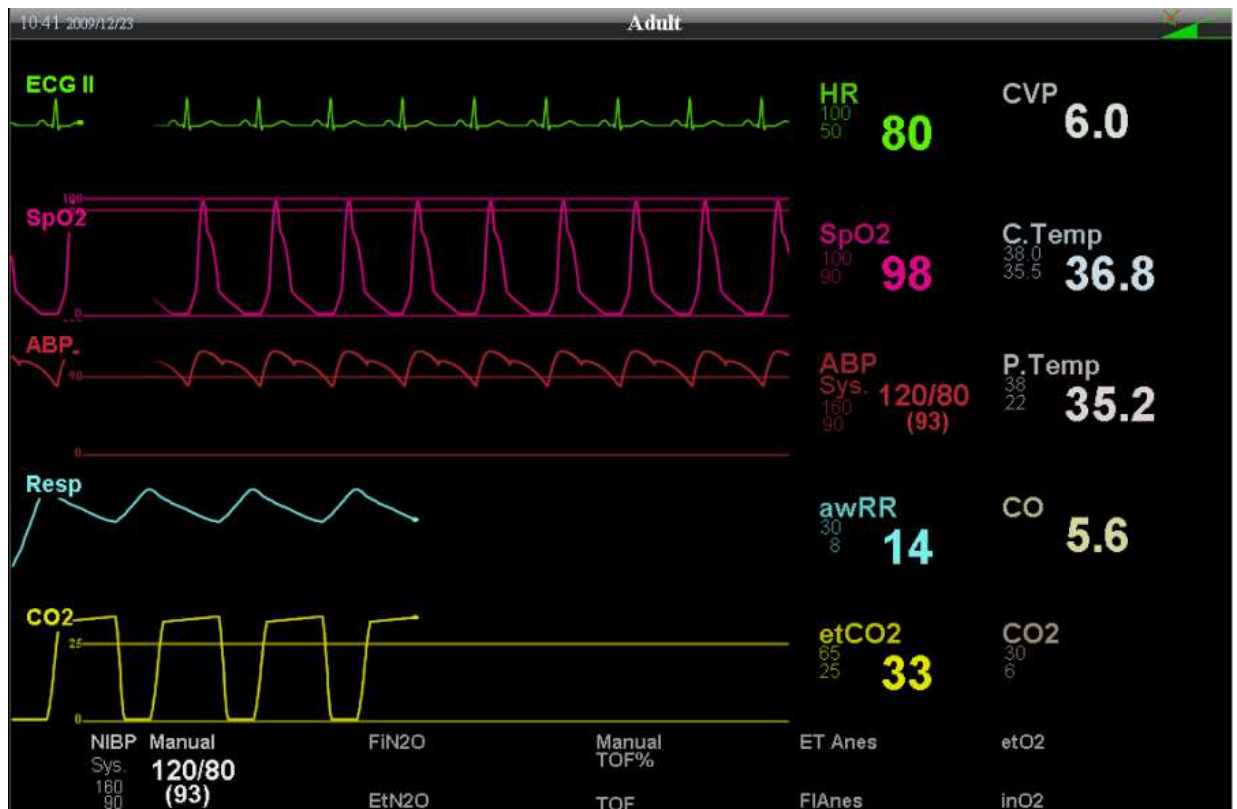 10:41 2009/12/23
Adult
ECG II
HR
100
50
80
CVP
6.0
SpO2
100
0
SpO2
100
90
98
C.Temp
38.0
35.5
36.8
ABP
90
0
ABP
Sys.
160
90
120/80
(93)
P.Temp
38
22
35.2
Resp
awRR
30
8
14
CO
5.6
CO2
25
0
etCO2
65
25
33
CO2
30
6
NIBP Manual
Sys.
160
90
120/80
(93)
FiN2O
EtN2O
Manual
TOF%
TOF
ET Anes
FIAnes
etO2
inO2